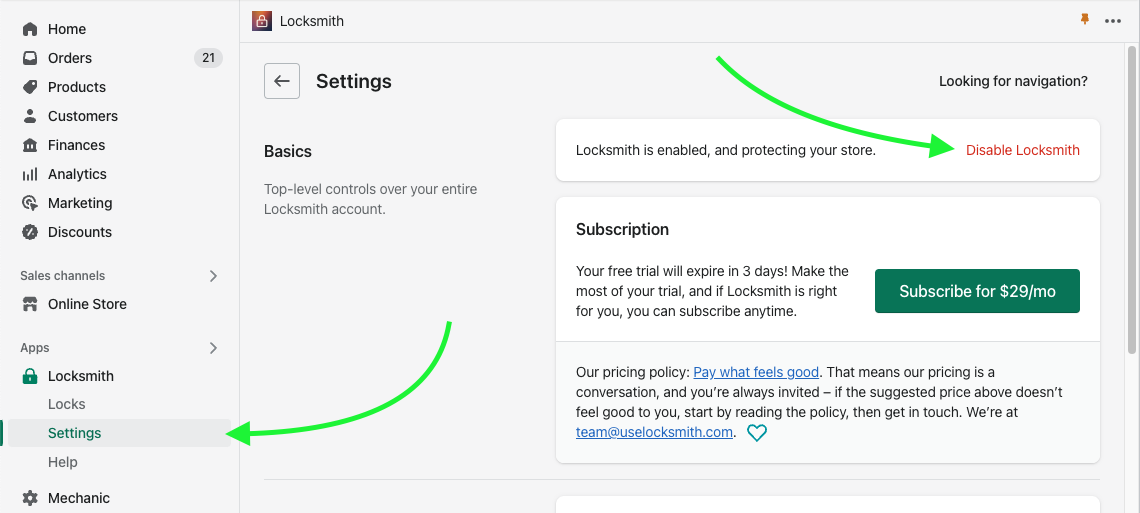 Home
Orders 21
Products
Customers
Finances
Analytics
Marketing
Discounts
Sales channels
Online Store
Apps
Locksmith
Locks
Settings
Help
Mechanic
Locksmith
Settings
Looking for navigation?
Basics
Top-level controls over your entire
Locksmith account.
Locksmith is enabled, and protecting your store.
Disable Locksmith
Subscription
Your free trial will expire in 3 days! Make the
most of your trial, and if Locksmith is right
for you, you can subscribe anytime.
Subscribe for $29/mo
Our pricing policy: Pay what feels good. That means our pricing is a
conversation, and you’re always invited – if the suggested price above doesn’t
feel good to you, start by reading the policy, then get in touch. We’re at
team@uselocksmith.com.